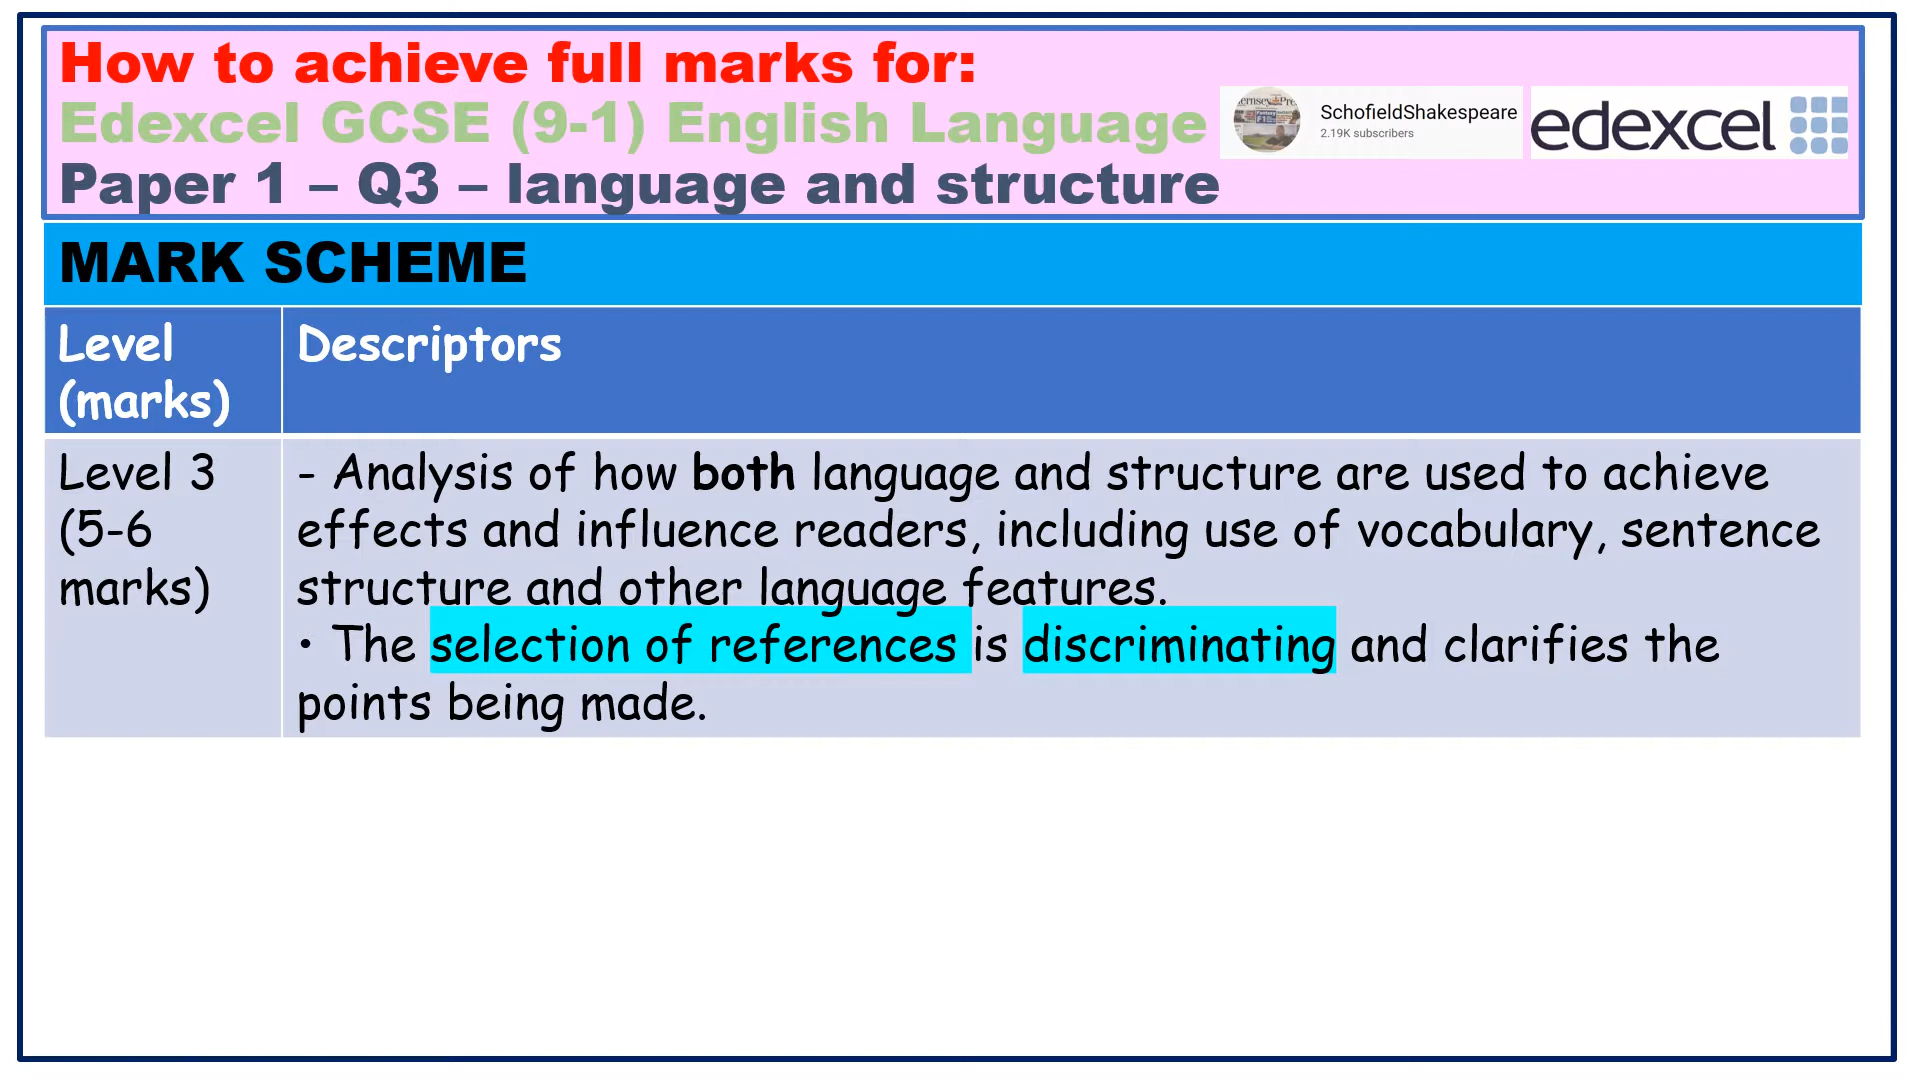 How to achieve full marks for:
Edexcel GCSE (9-1) English Language
Paper 1 – Q3 – language and structure
SchofieldShakespeare
2.19K subscribers
edexcel
MARK SCHEME
Level
(marks)
Descriptors
Level 3
(5-6
marks)
- Analysis of how both language and structure are used to achieve
effects and influence readers, including use of vocabulary, sentence
structure and other language features.
• The selection of references is discriminating and clarifies the
points being made.